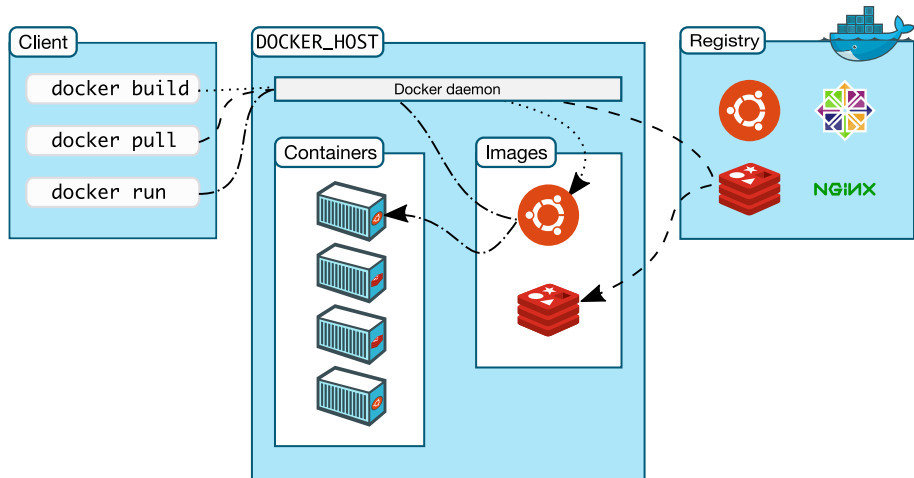 Client
docker build
docker pull
docker run
DOCKER_HOST
Docker daemon
Containers
Images
Registry
NGINX